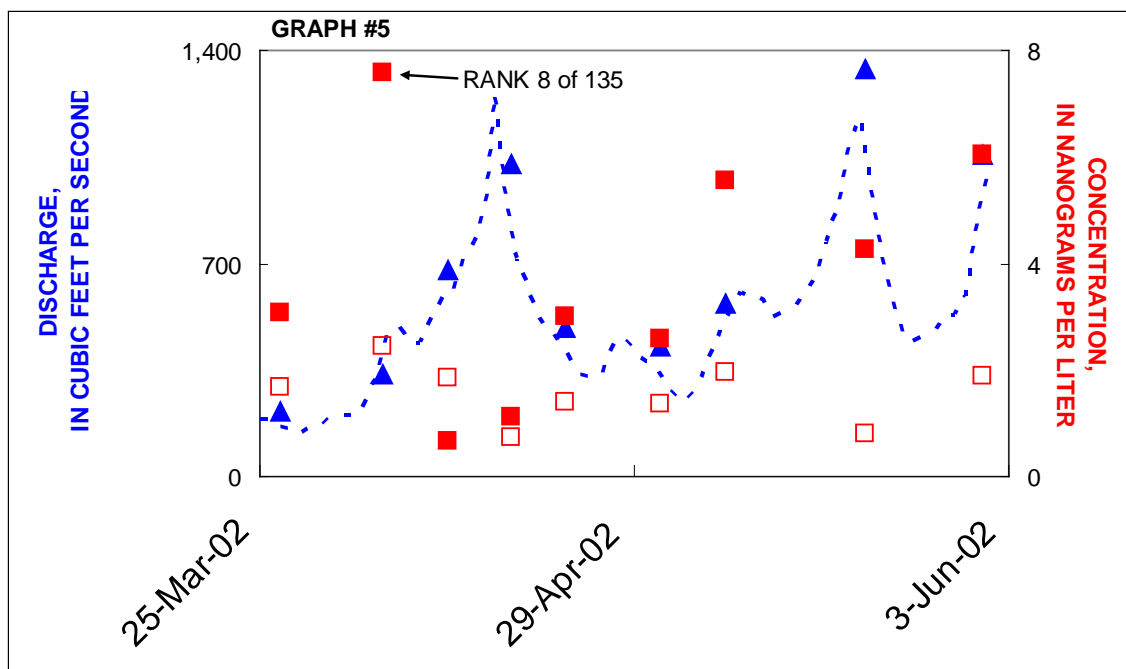 GRAPH #5
1,400
700
0
DISCHARGE,
IN CUBIC FEET PER SECOND
RANK 8 of 135
8
4
0
CONCENTRATION,
IN NANOGRAMS PER LITER
25-Mar-02
29-Apr-02
3-Jun-02